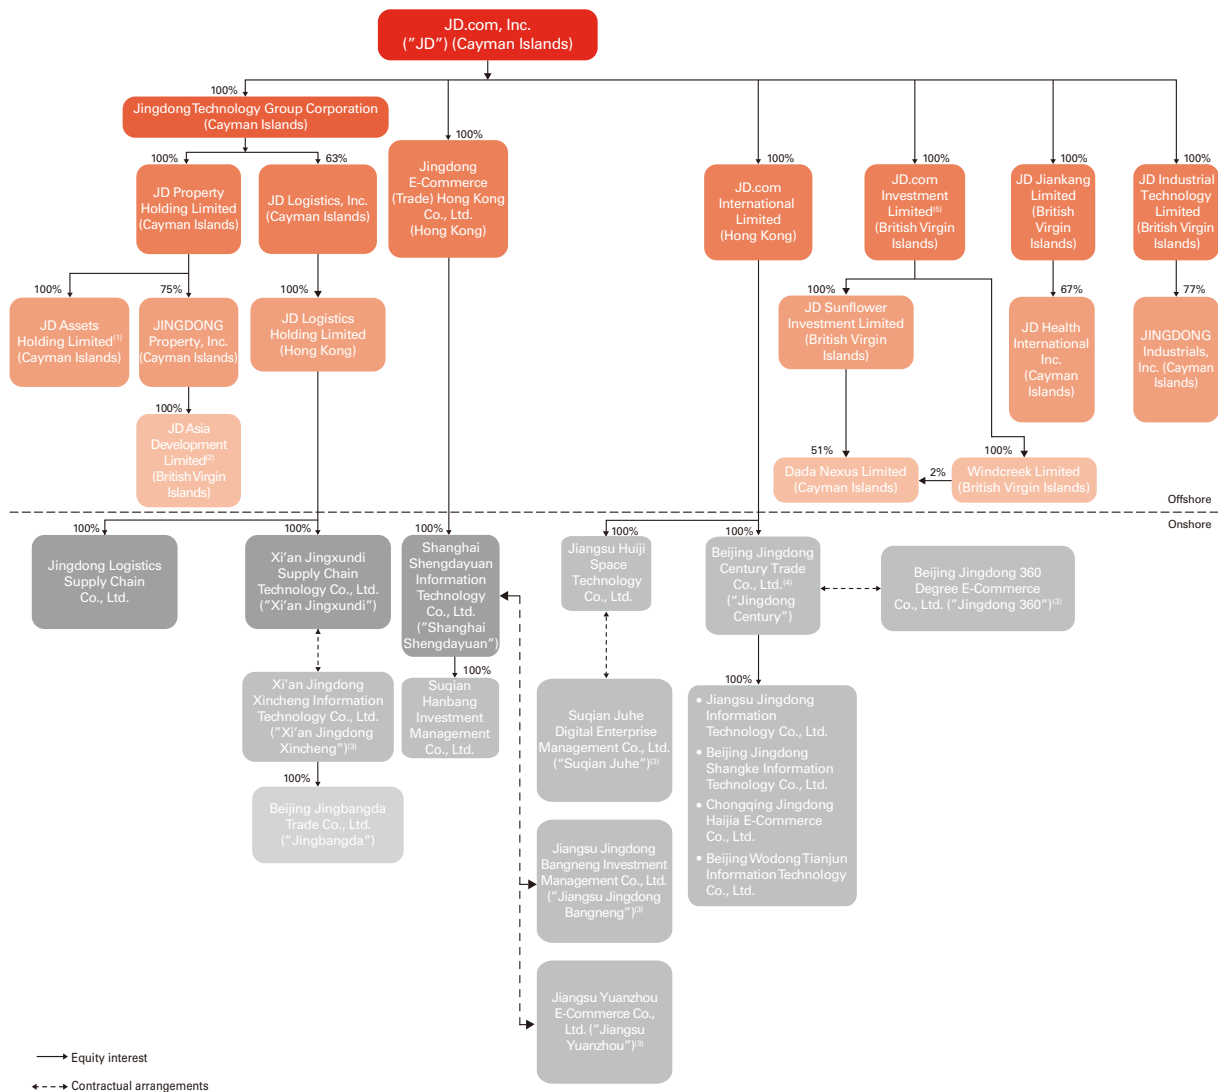 JD.com, Inc.
("JD") (Cayman Islands)
100%
Jingdong Technology Group Corporation
(Cayman Islands)
100%
JD Property
Holding Limited
(Cayman Islands)
63%
JD Logistics, Inc.
(Cayman Islands)
100%
Jingdong
E-Commerce
(Trade) Hong Kong
Co., Ltd.
(Hong Kong)
100%
JD.com
International
Limited
(Hong Kong)
100%
JD.com
Investment
Limited(5)
(British Virgin
Islands)
100%
JD Jiankang
Limited
(British
Virgin
Islands)
100%
JD Industrial
Technology
Limited
(British Virgin
Islands)
100%
JD Assets
Holding Limited(1)
(Cayman Islands)
75%
JINGDONG
Property, Inc.
(Cayman Islands)
100%
JD Logistics
Holding Limited
(Hong Kong)
100%
JD Sunflower
Investment Limited
(British Virgin
Islands)
67%
JD Health
International
Inc.
(Cayman
Islands)
77%
JINGDONG
Industrials,
Inc. (Cayman
Islands)
100%
JD Asia
Development
Limited(2)
(British Virgin
Islands)
51%
Dada Nexus Limited
(Cayman Islands)
2%
100%
Windcreek Limited
(British Virgin Islands)
Offshore
Onshore
100%
Jingdong Logistics
Supply Chain
Co., Ltd.
100%
Xi'an Jingxundi
Supply Chain
Technology Co., Ltd.
("Xi'an Jingxundi")
100%
Shanghai
Shengdayuan
Information
Technology
Co., Ltd.
("Shanghai
Shengdayuan")
100%
Jiangsu Huiji
Space
Technology
Co., Ltd.
100%
Beijing Jingdong
Century Trade
Co., Ltd.(4)
("Jingdong
Century")
Beijing Jingdong 360
Degree E-Commerce
Co., Ltd. ("Jingdong 360")(3)
Xi'an Jingdong
Xincheng Information
Technology Co., Ltd.
("Xi'an Jingdong
Xincheng")(3)
100%
Suqian
Hanbang
Investment
Management
Co., Ltd.
Suqian Juhe
Digital Enterprise
Management Co., Ltd.
("Suqian Juhe")(3)
100%
• Jiangsu Jingdong
Information
Technology Co., Ltd.
• Beijing Jingdong
Shangke Information
Technology Co., Ltd.
• Chongqing Jingdong
Haijia E-Commerce
Co., Ltd.
• Beijing Wodong Tianjun
Information Technology
Co., Ltd.
100%
Beijing Jingbangda
Trade Co., Ltd.
("Jingbangda")
Jiangsu Jingdong
Bangneng Investment
Management Co., Ltd.
("Jiangsu Jingdong
Bangneng")(3)
Jiangsu Yuanzhou
E-Commerce Co.,
Ltd. ("Jiangsu
Yuanzhou")(3)
Equity interest
Contractual arrangements